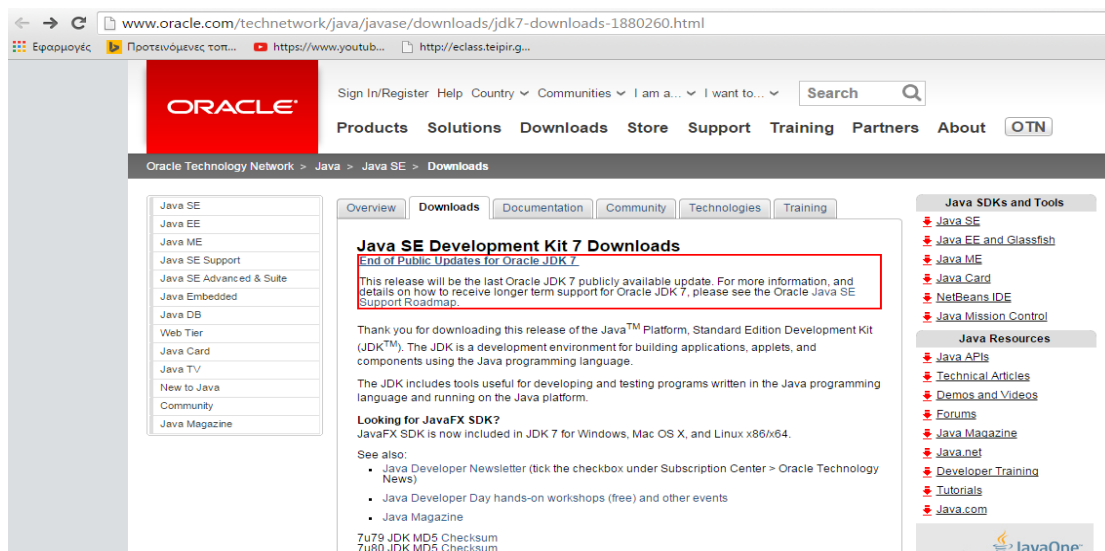 www.oracle.com/technetwork/java/javase/downloads/jdk7-downloads-1880260.html
Εφαρμογές Προτεινόμενες τοπ... https://www.youtub... http://eclass.teipir.g...
ORACLE
Sign In/Register Help Country Communities I am a... I want to... Search
Products Solutions Downloads Store Support Training Partners About OTN
Oracle Technology Network > Java > Java SE > Downloads
Java SE
Java EE
Java ME
Java SE Support
Java SE Advanced & Suite
Java Embedded
Java DB
Web Tier
Java Card
Java TV
New to Java
Community
Java Magazine
Overview Downloads Documentation Community Technologies Training
Java SE Development Kit 7 Downloads
End of Public Updates for Oracle JDK 7
This release will be the last Oracle JDK 7 publicly available update. For more information, and
details on how to receive longer term support for Oracle JDK 7, please see the Oracle Java SE
Support Roadmap.
Thank you for downloading this release of the Java™ Platform, Standard Edition Development Kit
(JDK™). The JDK is a development environment for building applications, applets, and
components using the Java programming language.
The JDK includes tools useful for developing and testing programs written in the Java programming
language and running on the Java platform.
Looking for JavaFX SDK?
JavaFX SDK is now included in JDK 7 for Windows, Mac OS X, and Linux x86/x64.
See also:
• Java Developer Newsletter (tick the checkbox under Subscription Center > Oracle Technology
News)
• Java Developer Day hands-on workshops (free) and other events
• Java Magazine
7u79 JDK MD5 Checksum
7u80 JDK MD5 Checksum
Java SDKs and Tools
Java SE
Java EE and Glassfish
Java ME
Java Card
NetBeans IDE
Java Mission Control
Java Resources
Java APIs
Technical Articles
Demos and Videos
Forums
Java Magazine
Java.net
Developer Training
Tutorials
Java.com
JavaOne